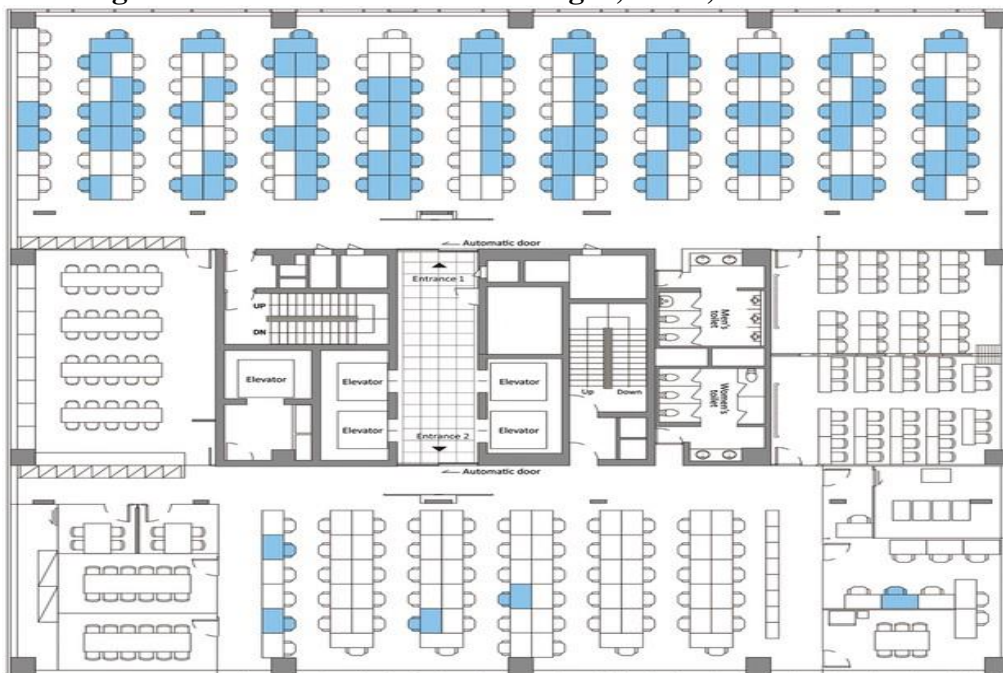 Automatic door
Entrance 1
UP
DN
Men's
toilet
Elevator
Elevator
Elevator
Up Down
Women's
toilet
Elevator
Elevator
Entrance 2
Automatic door